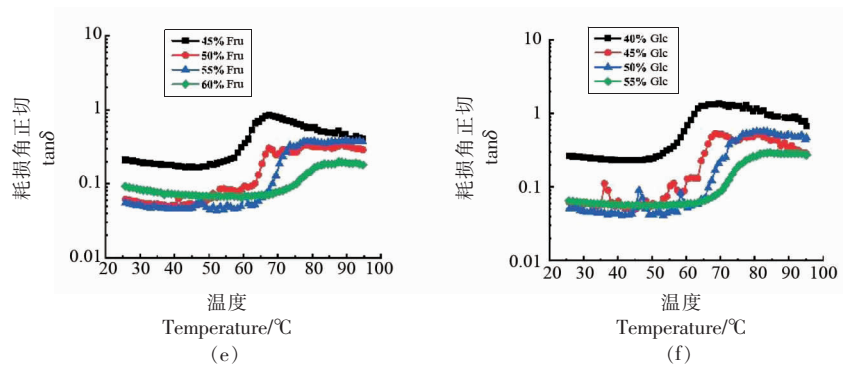 10
1
0.1
0.01
耗损角正切
tanδ
45% Fru
50% Fru
55% Fru
60% Fru
20 30 40 50 60 70 80 90 100
温度
Temperature/℃
(e)
10
1
0.1
0.01
耗损角正切
tanδ
40% Glc
45% Glc
50% Glc
55% Glc
20 30 40 50 60 70 80 90 100
温度
Temperature/℃
(f)